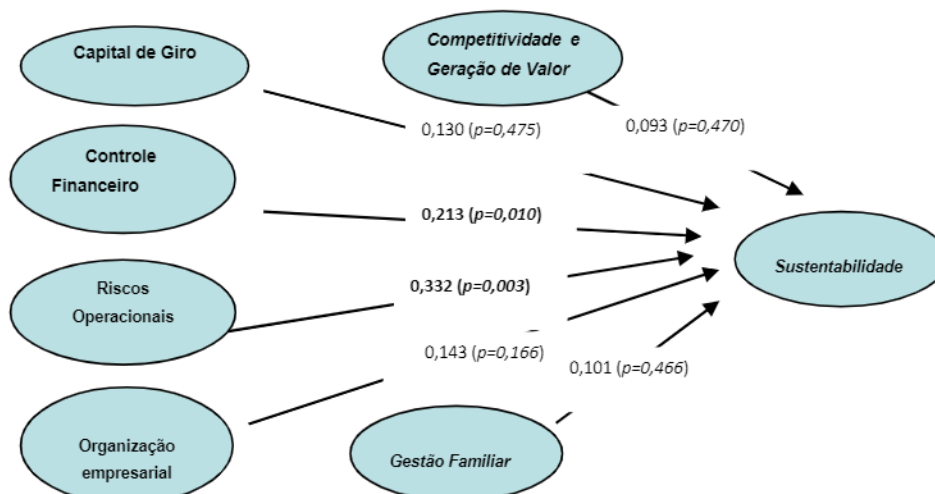 Capital de Giro
Competitividade e
Geração de Valor
0,130 (p=0,475)
0,093 (p=0,470)
Controle
Financeiro
0,213 (p=0,010)
Sustentabilidade
Riscos
Operacionais
0,332 (p=0,003)
0,143 (p=0,166)
0,101 (p=0,466)
Organização
empresarial
Gestão Familiar